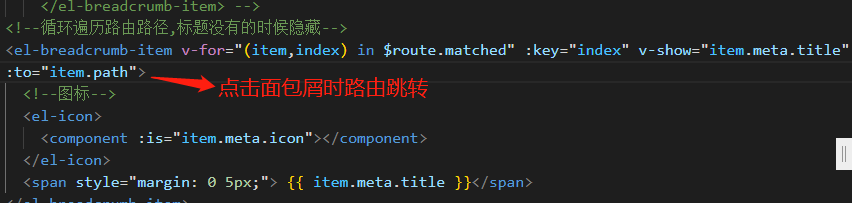 </el-breadcrumb-item> -->
<!--循环遍历路由路径,标题没有的时候隐藏-->
<el-breadcrumb-item v-for="(item,index) in $route.matched" :key="index" v-show="item.meta.title"
:to="item.path">
点击面包屑时路由跳转
<!--图标-->
<el-icon>
<component :is="item.meta.icon"></component>
</el-icon>
<span style="margin: 0 5px;"> {{ item.meta.title }}</span>
</el-breadcrumb-item>